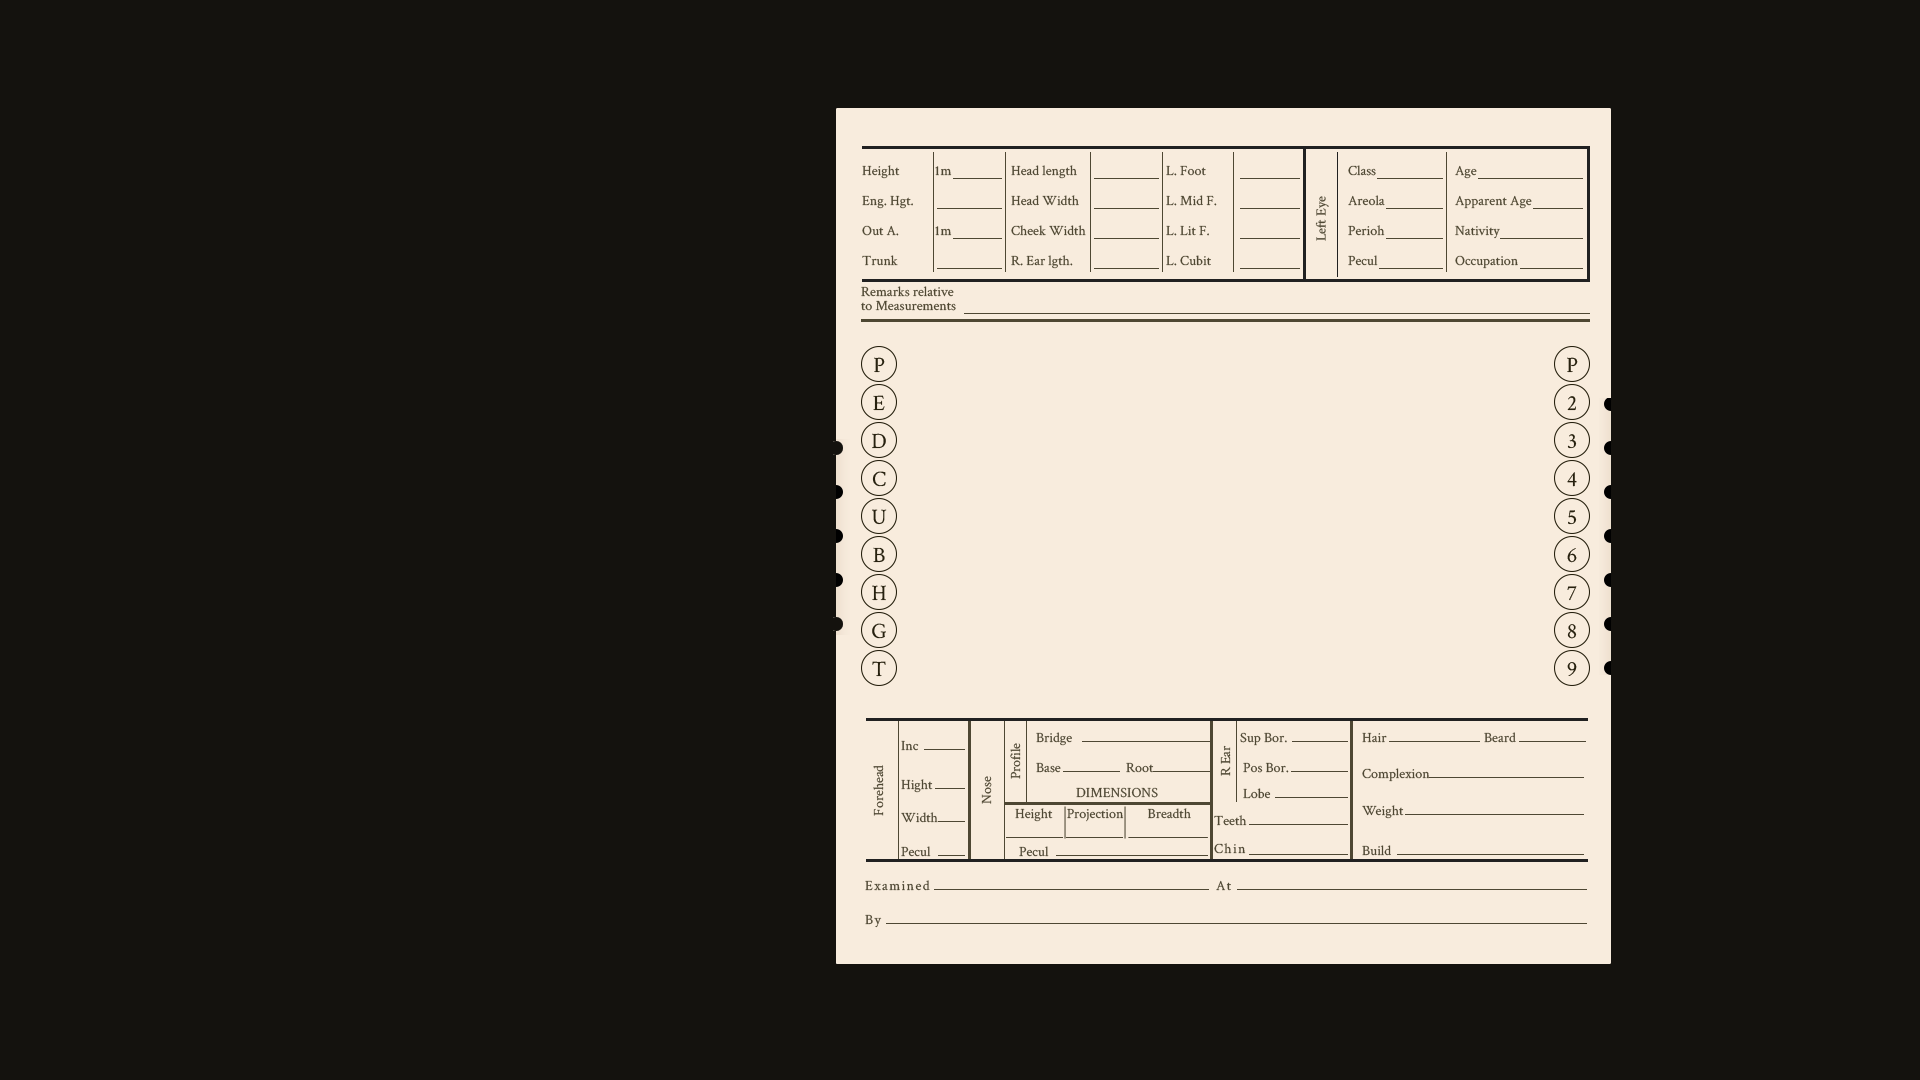 Height 1m Head length L. Foot Class Age
Eng. Hgt. Head Width L. Mid F. Areola Apparent Age
Out A. 1m Cheek Width L. Lit F. Perioh Nativity
Trunk R. Ear lgth. L. Cubit Pecul Occupation
Left Eye
Remarks relative
to Measurements
P P
E 2
D 3
C 4
U 5
B 6
H 7
G 8
T 9
Forehead
Inc
Hight
Width
Pecul
Nose
Profile
Bridge
Base Root
DIMENSIONS
Height Projection Breadth
Pecul
R Ear
Sup Bor.
Pos Bor.
Lobe
Teeth
Chin
Hair Beard
Complexion
Weight
Build
Examined At
By